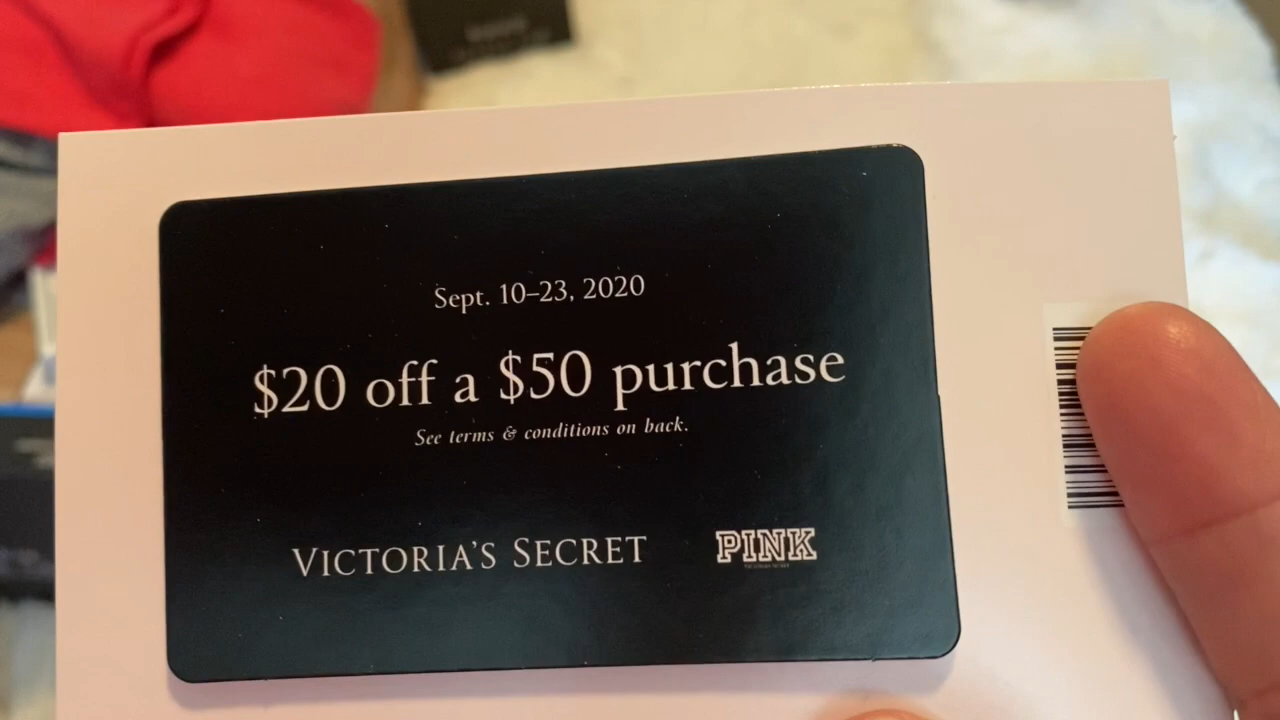 Sept. 10–23, 2020
$20 off a $50 purchase
See terms & conditions on back.
VICTORIA'S SECRET
PINK